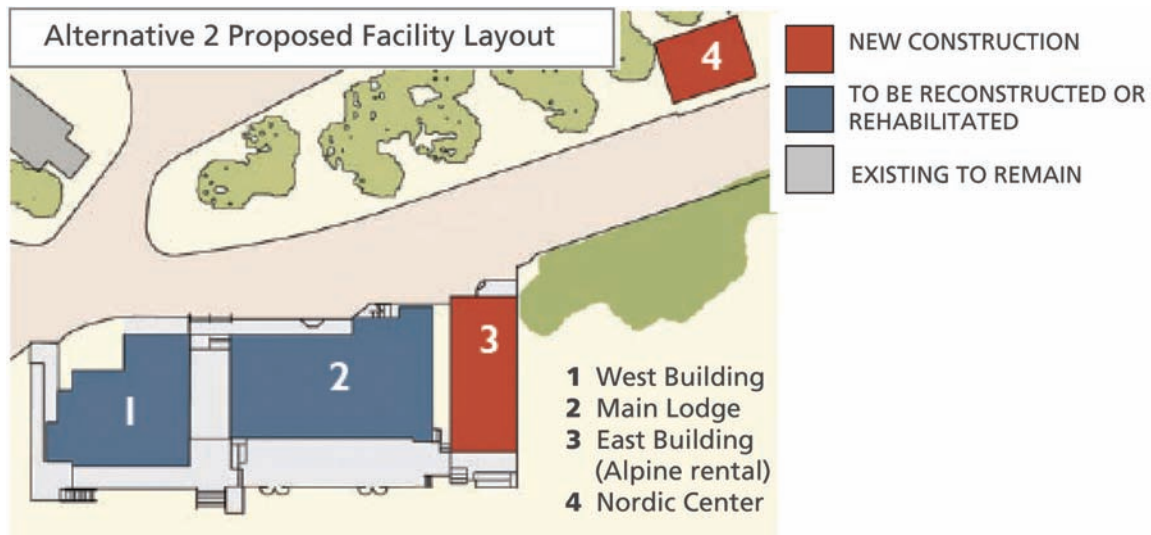 Alternative 2 Proposed Facility Layout
4
NEW CONSTRUCTION
TO BE RECONSTRUCTED OR
REHABILITATED
EXISTING TO REMAIN
1
2
3
1 West Building
2 Main Lodge
3 East Building
(Alpine rental)
4 Nordic Center